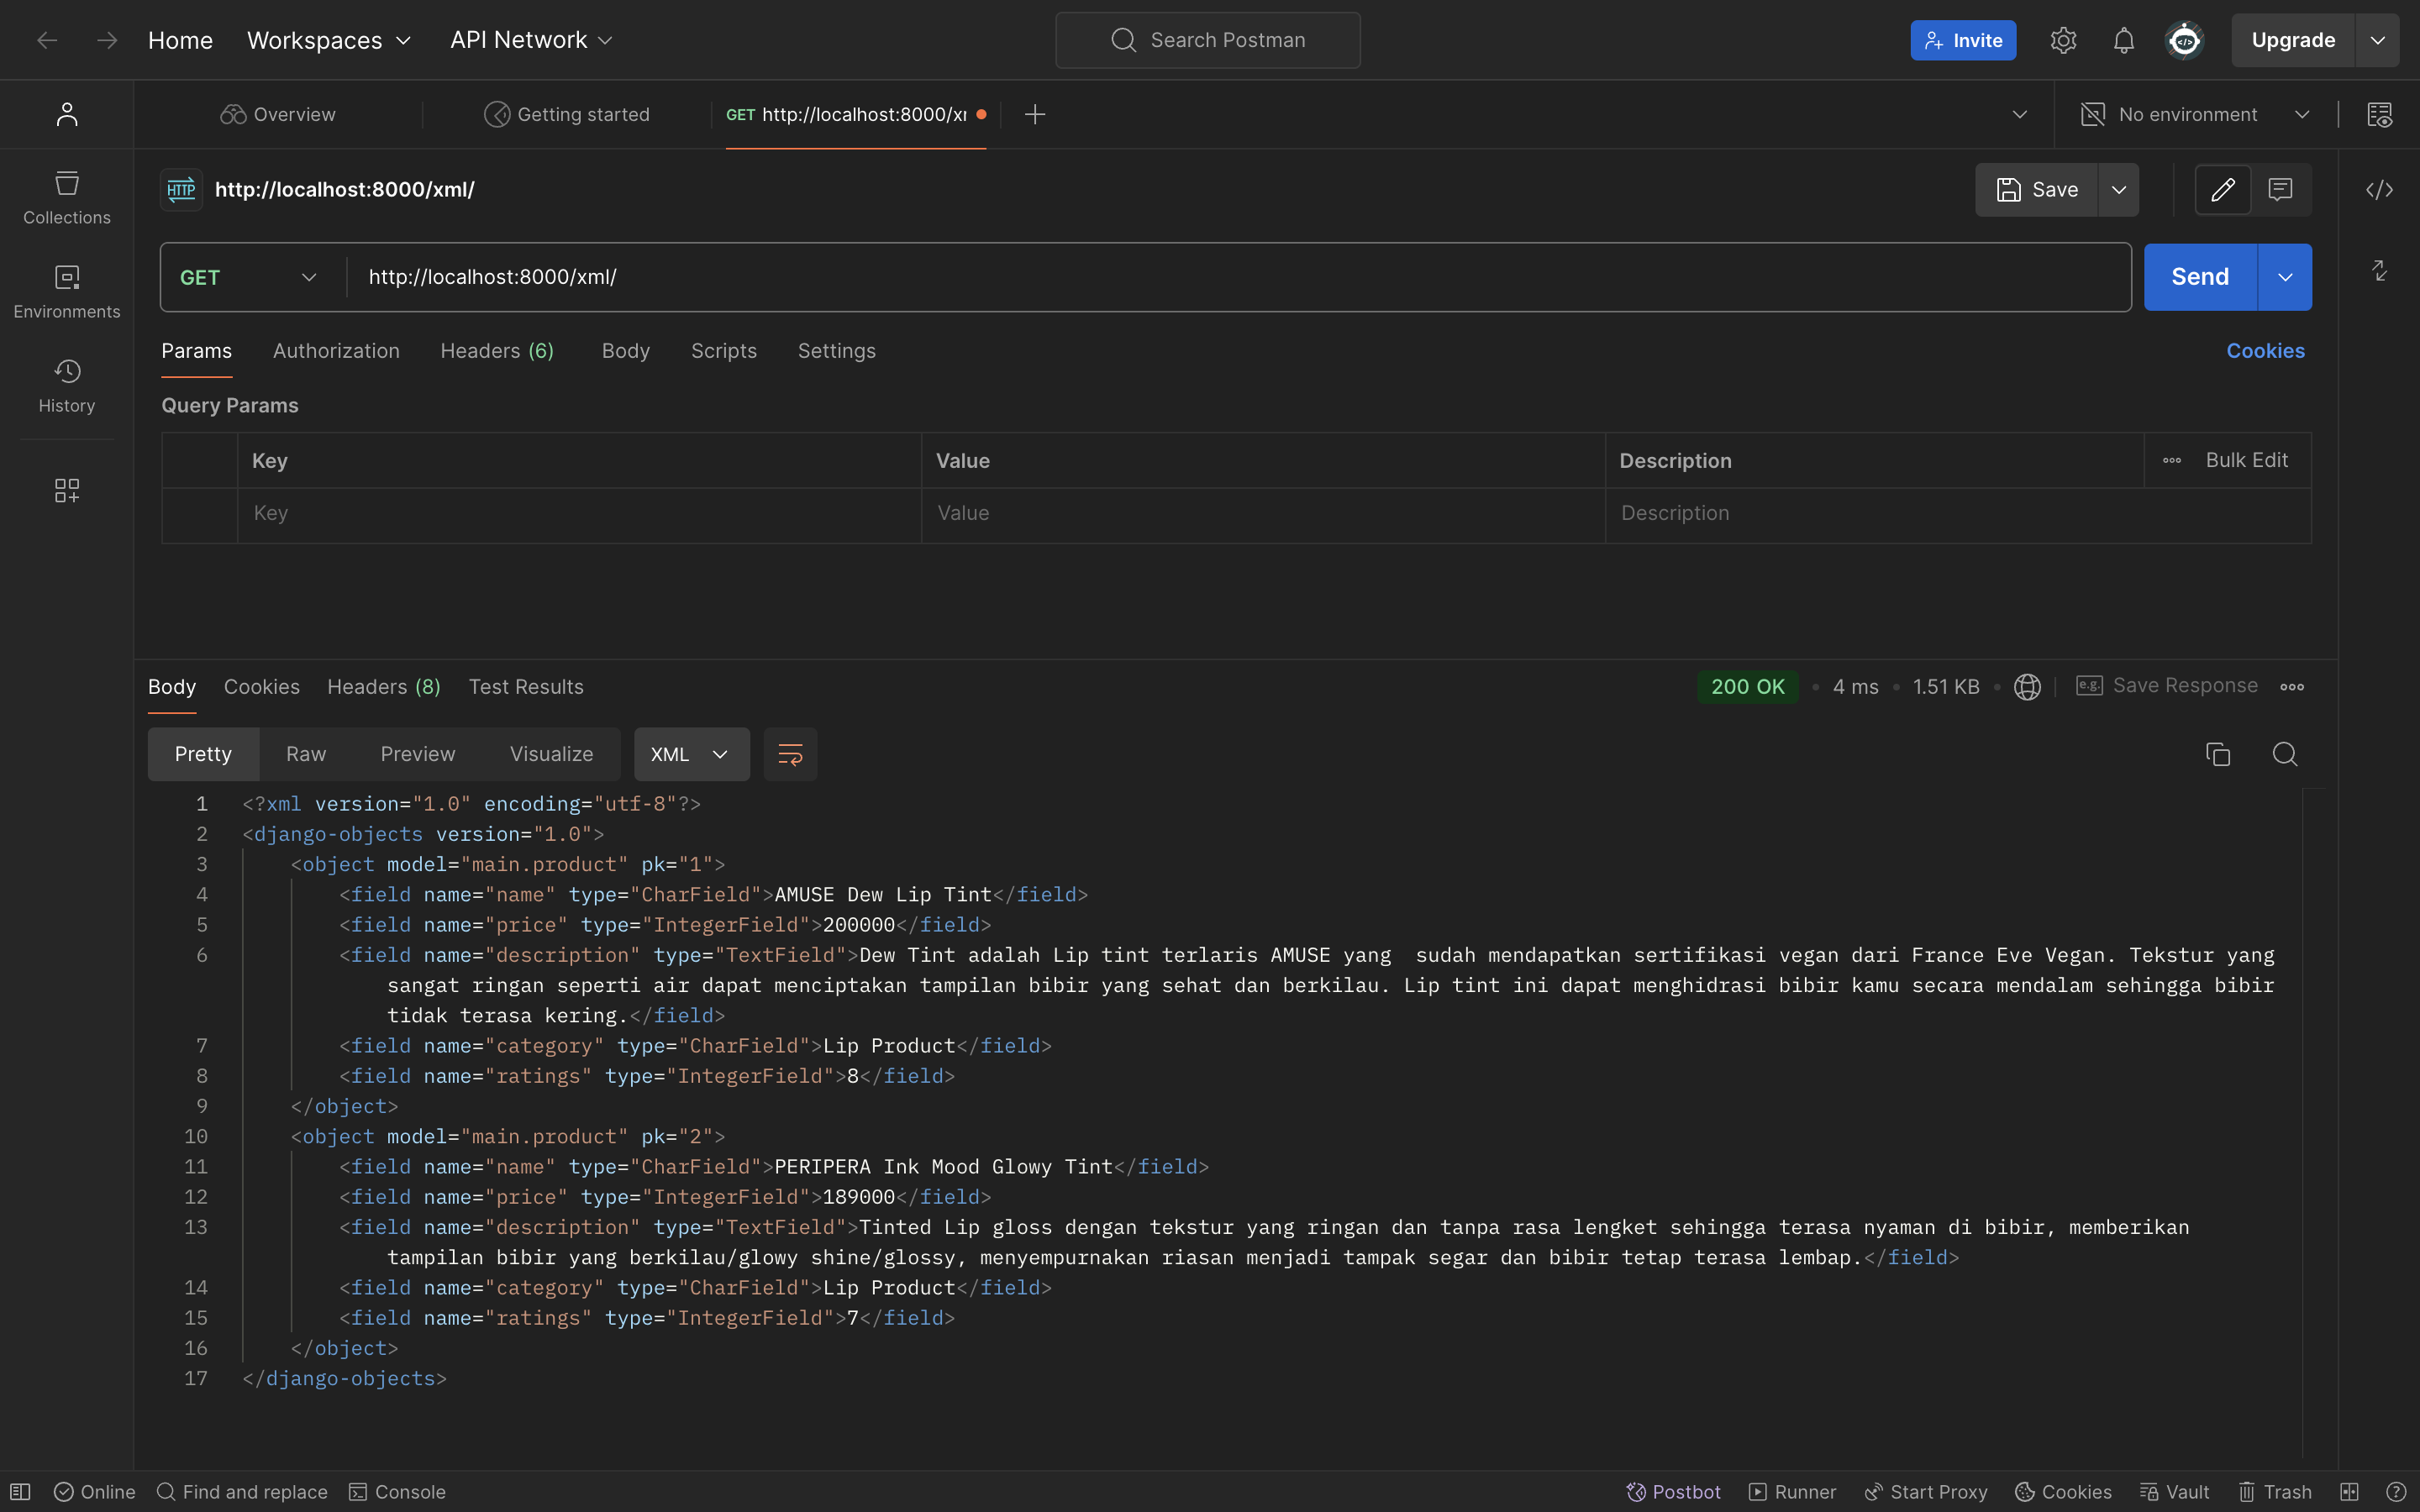 Home Workspaces API Network Search Postman Invite Upgrade
Overview Getting started GET http://localhost:8000/xr No environment
HTTP http://localhost:8000/xml/ Save
Collections
Environments
History
GET http://localhost:8000/xml/ Send
Params Authorization Headers (6) Body Scripts Settings Cookies
Query Params
Key Value Description Bulk Edit
Key Value Description
Body Cookies Headers (8) Test Results 200 OK 4 ms 1.51 KB e.g. Save Response
Pretty Raw Preview Visualize XML
1 <?xml version="1.0" encoding="utf-8"?>
2 <django-objects version="1.0">
3 <object model="main.product" pk="1">
4 <field name="name" type="CharField">AMUSE Dew Lip Tint</field>
5 <field name="price" type="IntegerField">200000</field>
6 <field name="description" type="TextField">Dew Tint adalah Lip tint terlaris AMUSE yang  sudah mendapatkan sertifikasi vegan dari France Eve Vegan. Tekstur yang
sangat ringan seperti air dapat menciptakan tampilan bibir yang sehat dan berkilau. Lip tint ini dapat menghidrasi bibir kamu secara mendalam sehingga bibir
tidak terasa kering.</field>
7 <field name="category" type="CharField">Lip Product</field>
8 <field name="ratings" type="IntegerField">8</field>
9 </object>
10 <object model="main.product" pk="2">
11 <field name="name" type="CharField">PERIPERA Ink Mood Glowy Tint</field>
12 <field name="price" type="IntegerField">189000</field>
13 <field name="description" type="TextField">Tinted Lip gloss dengan tekstur yang ringan dan tanpa rasa lengket sehingga terasa nyaman di bibir, memberikan
tampilan bibir yang berkilau/glowy shine/glossy, menyempurnakan riasan menjadi tampak segar dan bibir tetap terasa lembap.</field>
14 <field name="category" type="CharField">Lip Product</field>
15 <field name="ratings" type="IntegerField">7</field>
16 </object>
17 </django-objects>
Online Find and replace Console Postbot Runner Start Proxy Cookies Vault Trash